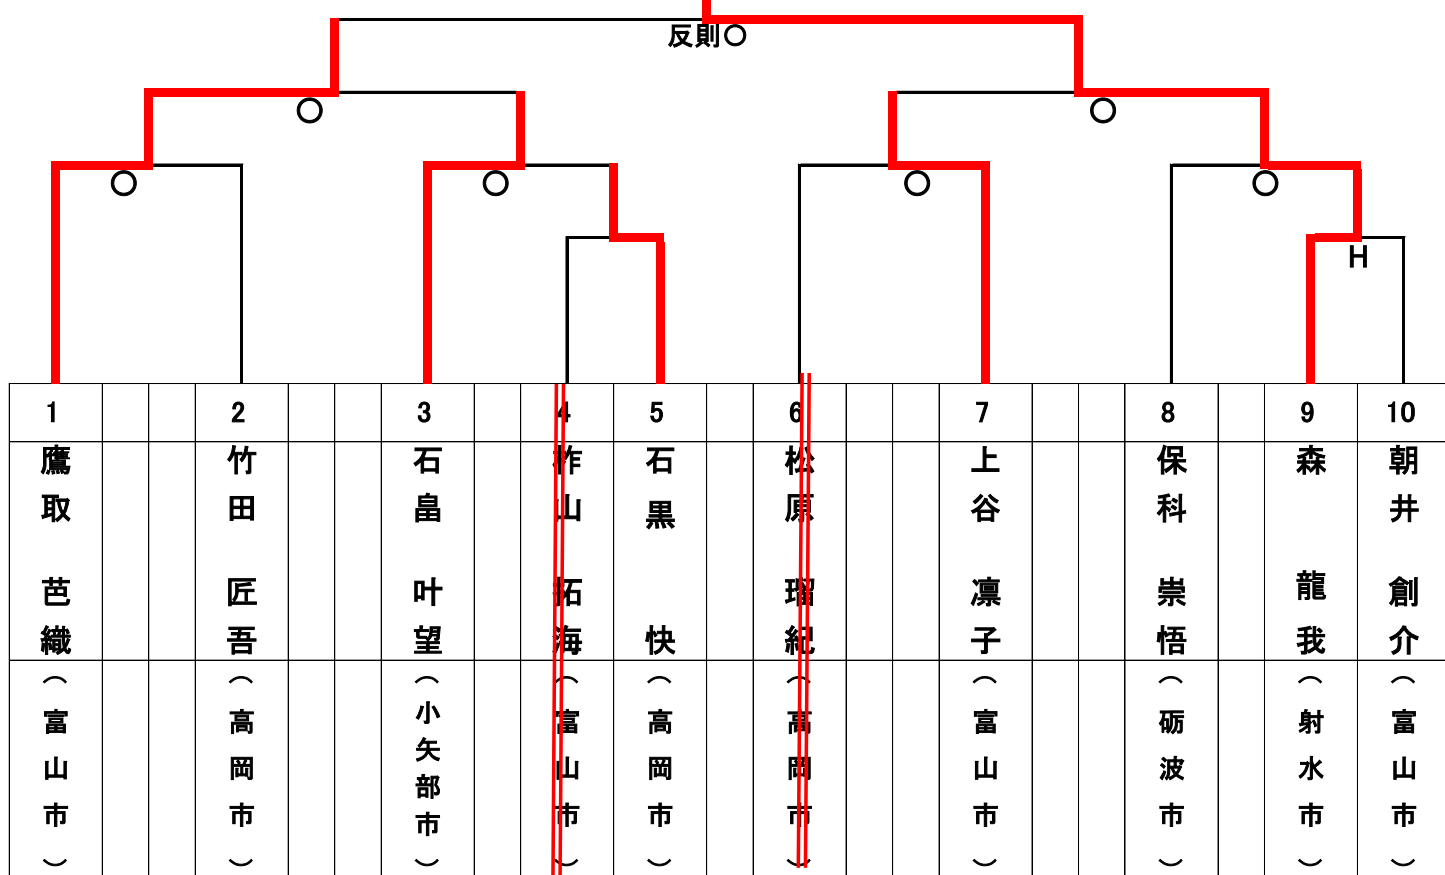 反則○
○ ○
○ ○ ○ ○
H
1 2 3 4 5 6 7 8 9 10
鷹取 芭織
竹田 匠吾
石畠 叶望
柞山 拓海
石黒 快
松原 瑠紀
上谷 凛子
保科 崇悟
森 龍我
朝井 創介
（富山市）
（高岡市）
（小矢部市）
（富山市）
（高岡市）
（高岡市）
（富山市）
（砺波市）
（射水市）
（富山市）